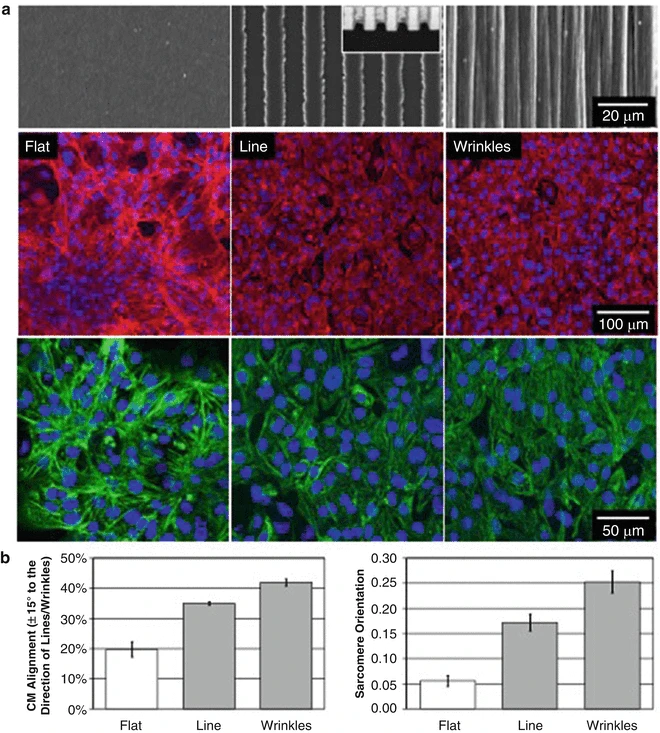 a
20 μm
Flat
Line
Wrinkles
100 μm
50 μm
b
CM Alignment (± 15° to the
Direction of Lines/Wrinkles)
50%
40%
30%
20%
10%
0%
Flat
Line
Wrinkles
Sarcomere Orientation
0.30
0.25
0.20
0.15
0.10
0.05
0.00
Flat
Line
Wrinkles